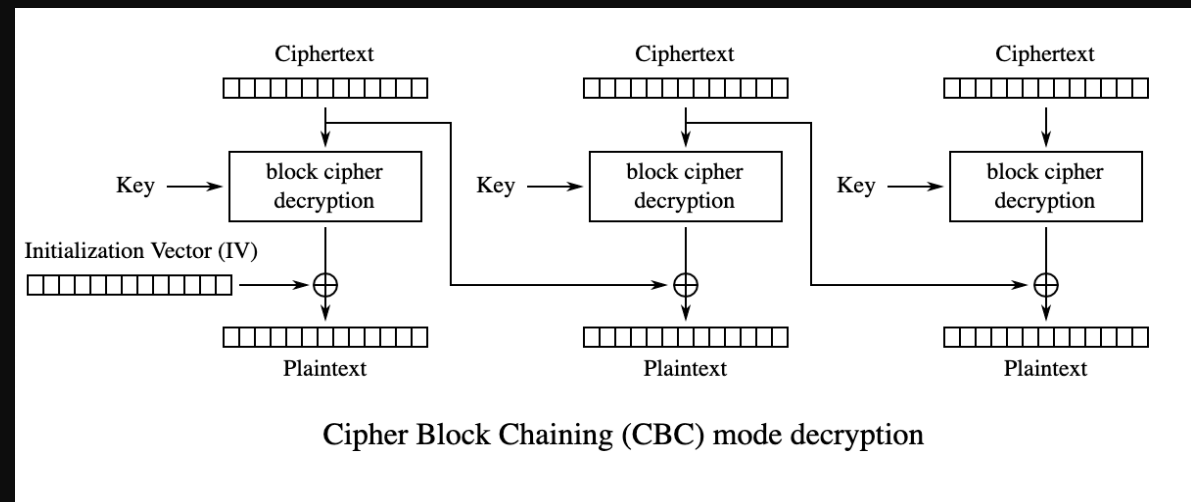 Ciphertext
Ciphertext
Ciphertext
Key
block cipher
decryption
Key
block cipher
decryption
Key
block cipher
decryption
Initialization Vector (IV)
Plaintext
Plaintext
Plaintext
Cipher Block Chaining (CBC) mode decryption